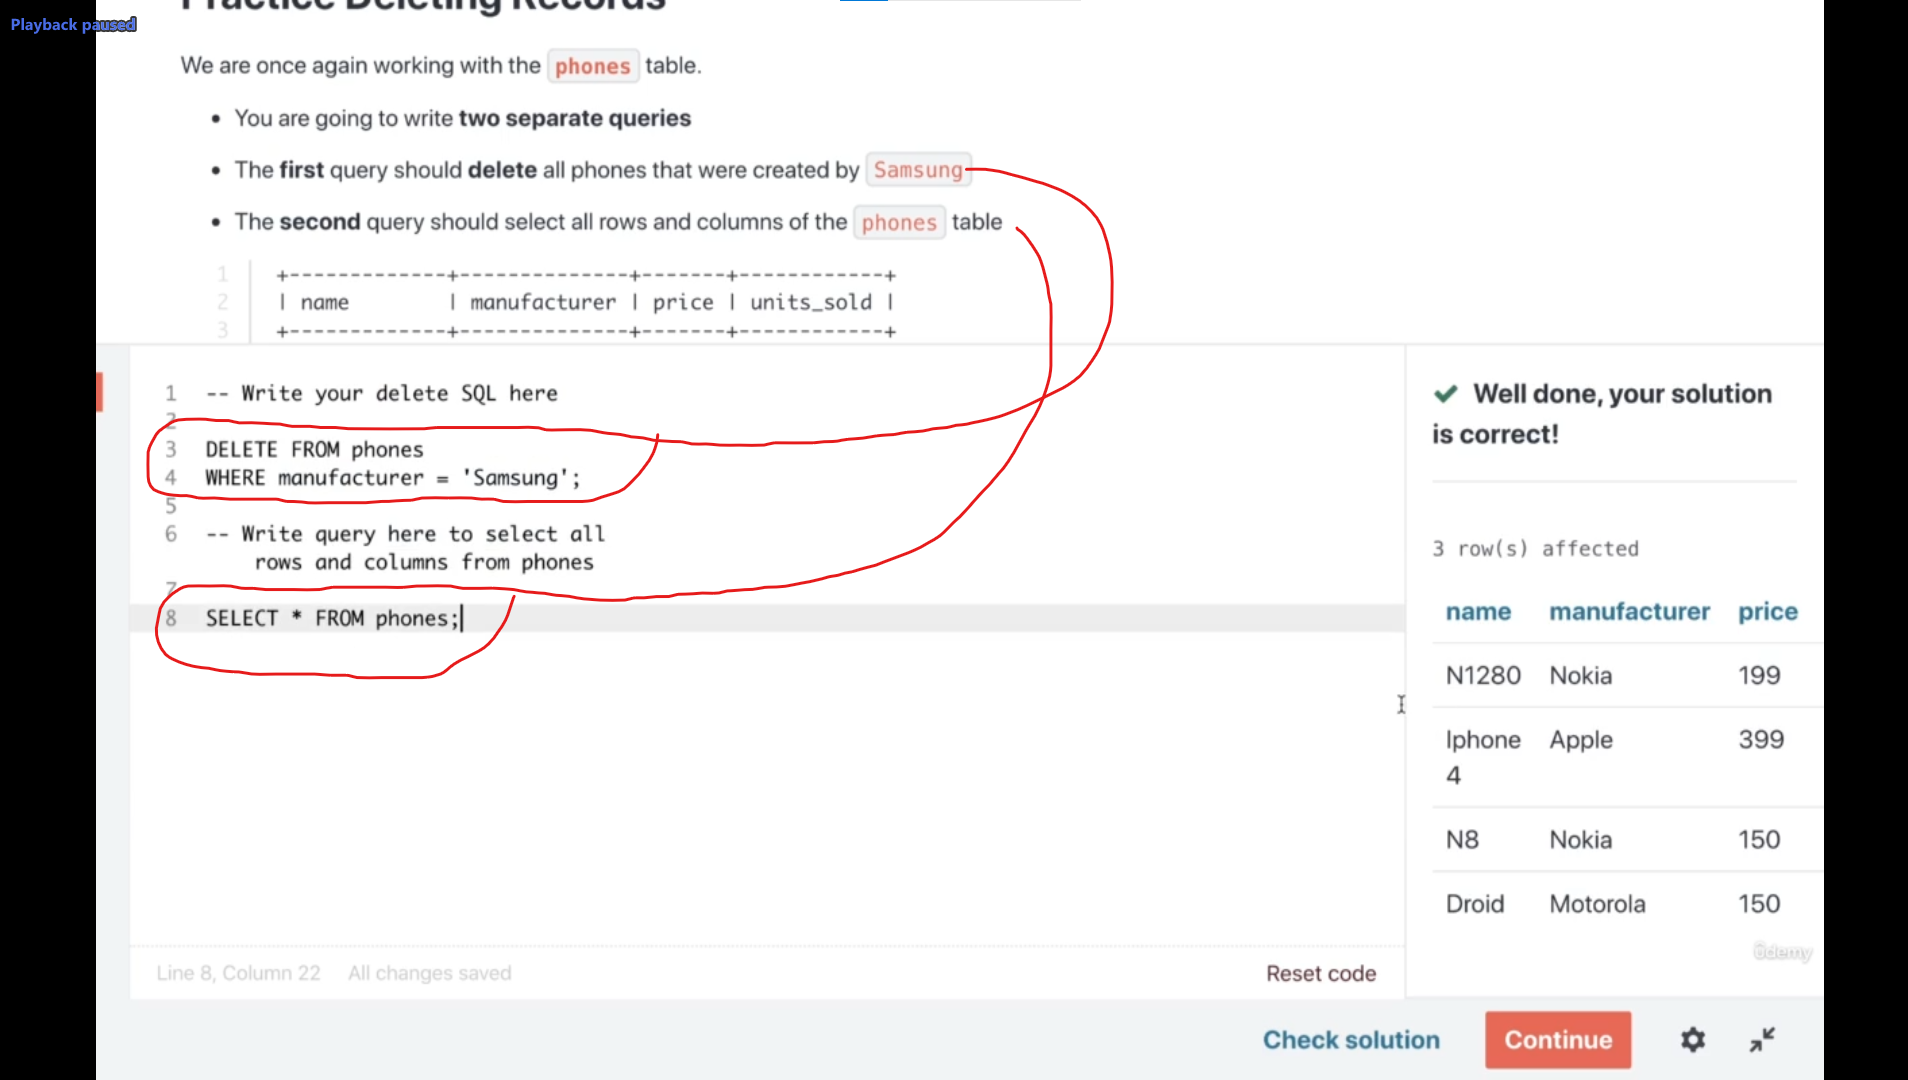 Playback paused
Practice Deleting Records
We are once again working with the phones table.
• You are going to write two separate queries
• The first query should delete all phones that were created by Samsung
• The second query should select all rows and columns of the phones table
1 +-------------+--------------+-------+------------+
2 | name | manufacturer | price | units_sold |
3 +-------------+--------------+-------+------------+
1 -- Write your delete SQL here
2
3 DELETE FROM phones
4 WHERE manufacturer = 'Samsung';
5
6 -- Write query here to select all
rows and columns from phones
7
8 SELECT * FROM phones;
Line 8, Column 22 All changes saved
Reset code
✔ Well done, your solution
is correct!
3 row(s) affected
name manufacturer price
N1280 Nokia 199
Iphone Apple 399
4
N8 Nokia 150
Droid Motorola 150
ûdemy
Check solution
Continue